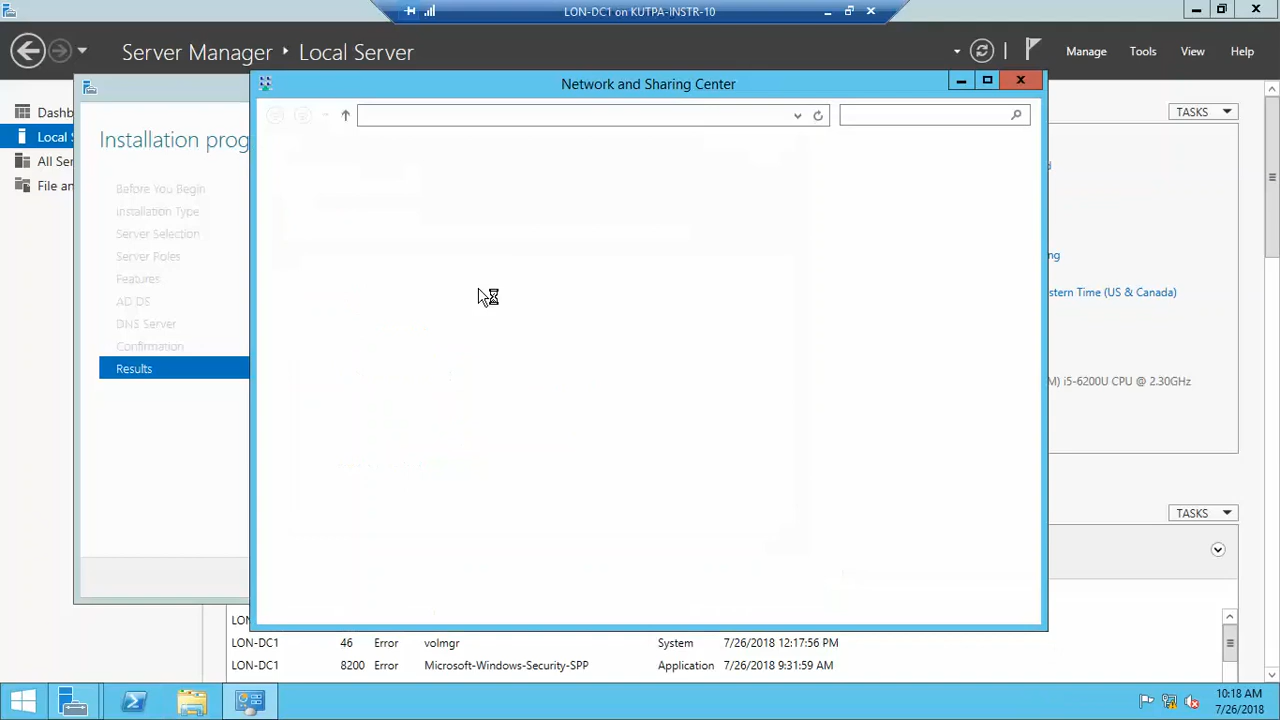 LON-DC1 on KUTPA-INSTR-10
Server Manager ▸ Local Server
Manage Tools View Help
Network and Sharing Center
Dashb
Local S
All Ser
File an
Installation prog
Before You Begin
Installation Type
Server Selection
Server Roles
Features
AD DS
DNS Server
Confirmation
Results
TASKS
ng
stern Time (US & Canada)
M) i5-6200U CPU @ 2.30GHz
TASKS
LON-DC1 46 Error volmgr System 7/26/2018 12:17:56 PM
LON-DC1 8200 Error Microsoft-Windows-Security-SPP Application 7/26/2018 9:31:59 AM
10:18 AM
7/26/2018